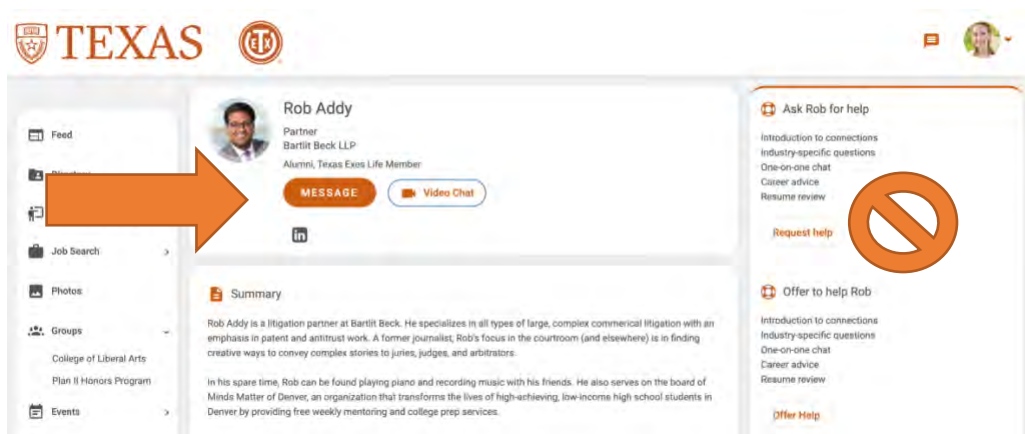 TEXAS
TEX
Rob Addy
Partner
Bartlit Beck LLP
Alumni, Texas Exes Life Member
MESSAGE
Video Chat
in
Feed
Job Search
Photos
Groups
College of Liberal Arts
Plan II Honors Program
Events
Summary
Rob Addy is a litigation partner at Bartlit Beck. He specializes in all types of large, complex commerical litigation with an
emphasis in patent and antitrust work. A former journalist, Rob's focus in the courtroom (and elsewhere) is in finding
creative ways to convey complex stories to juries, judges, and arbitrators.
In his spare time, Rob can be found playing piano and recording music with his friends. He also serves on the board of
Minds Matter of Denver, an organization that transforms the lives of high-achieving, low-income high school students in
Denver by providing free weekly mentoring and college prep services.
Ask Rob for help
Introduction to connections
Industry-specific questions
One-on-one chat
Career advice
Resume review
Request help
Offer to help Rob
Introduction to connections
Industry-specific questions
One-on-one chat
Career advice
Resume review
Offer Help